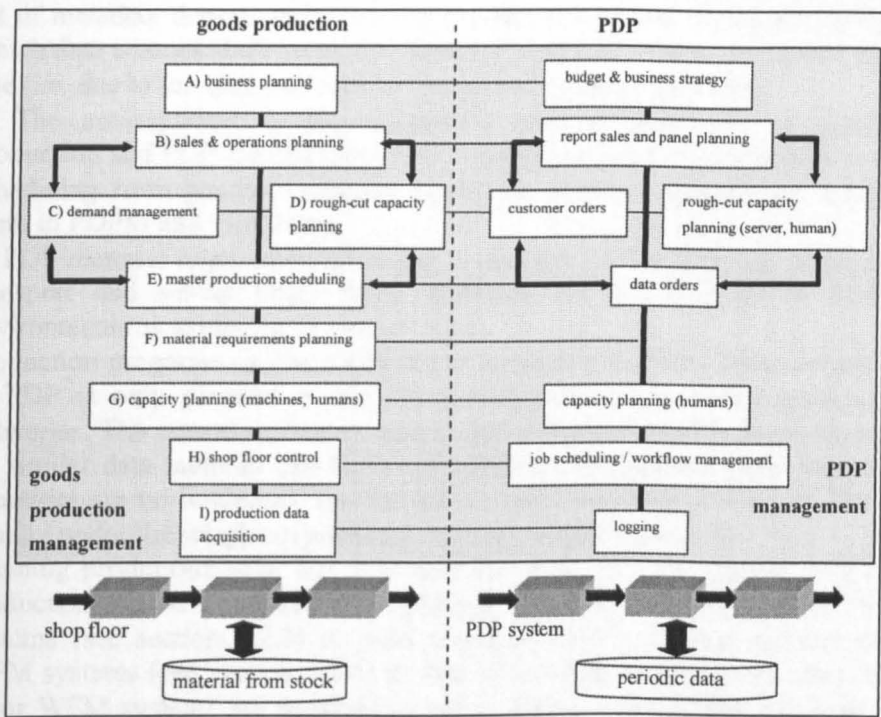 goods production
PDP
A) business planning
budget & business strategy
B) sales & operations planning
report sales and panel planning
C) demand management
D) rough-cut capacity
planning
customer orders
rough-cut capacity
planning (server, human)
E) master production scheduling
data orders
F) material requirements planning
G) capacity planning (machines, humans)
capacity planning (humans)
H) shop floor control
job scheduling / workflow management
goods
production
management
I) production data
acquisition
logging
PDP
management
shop floor
PDP system
material from stock
periodic data